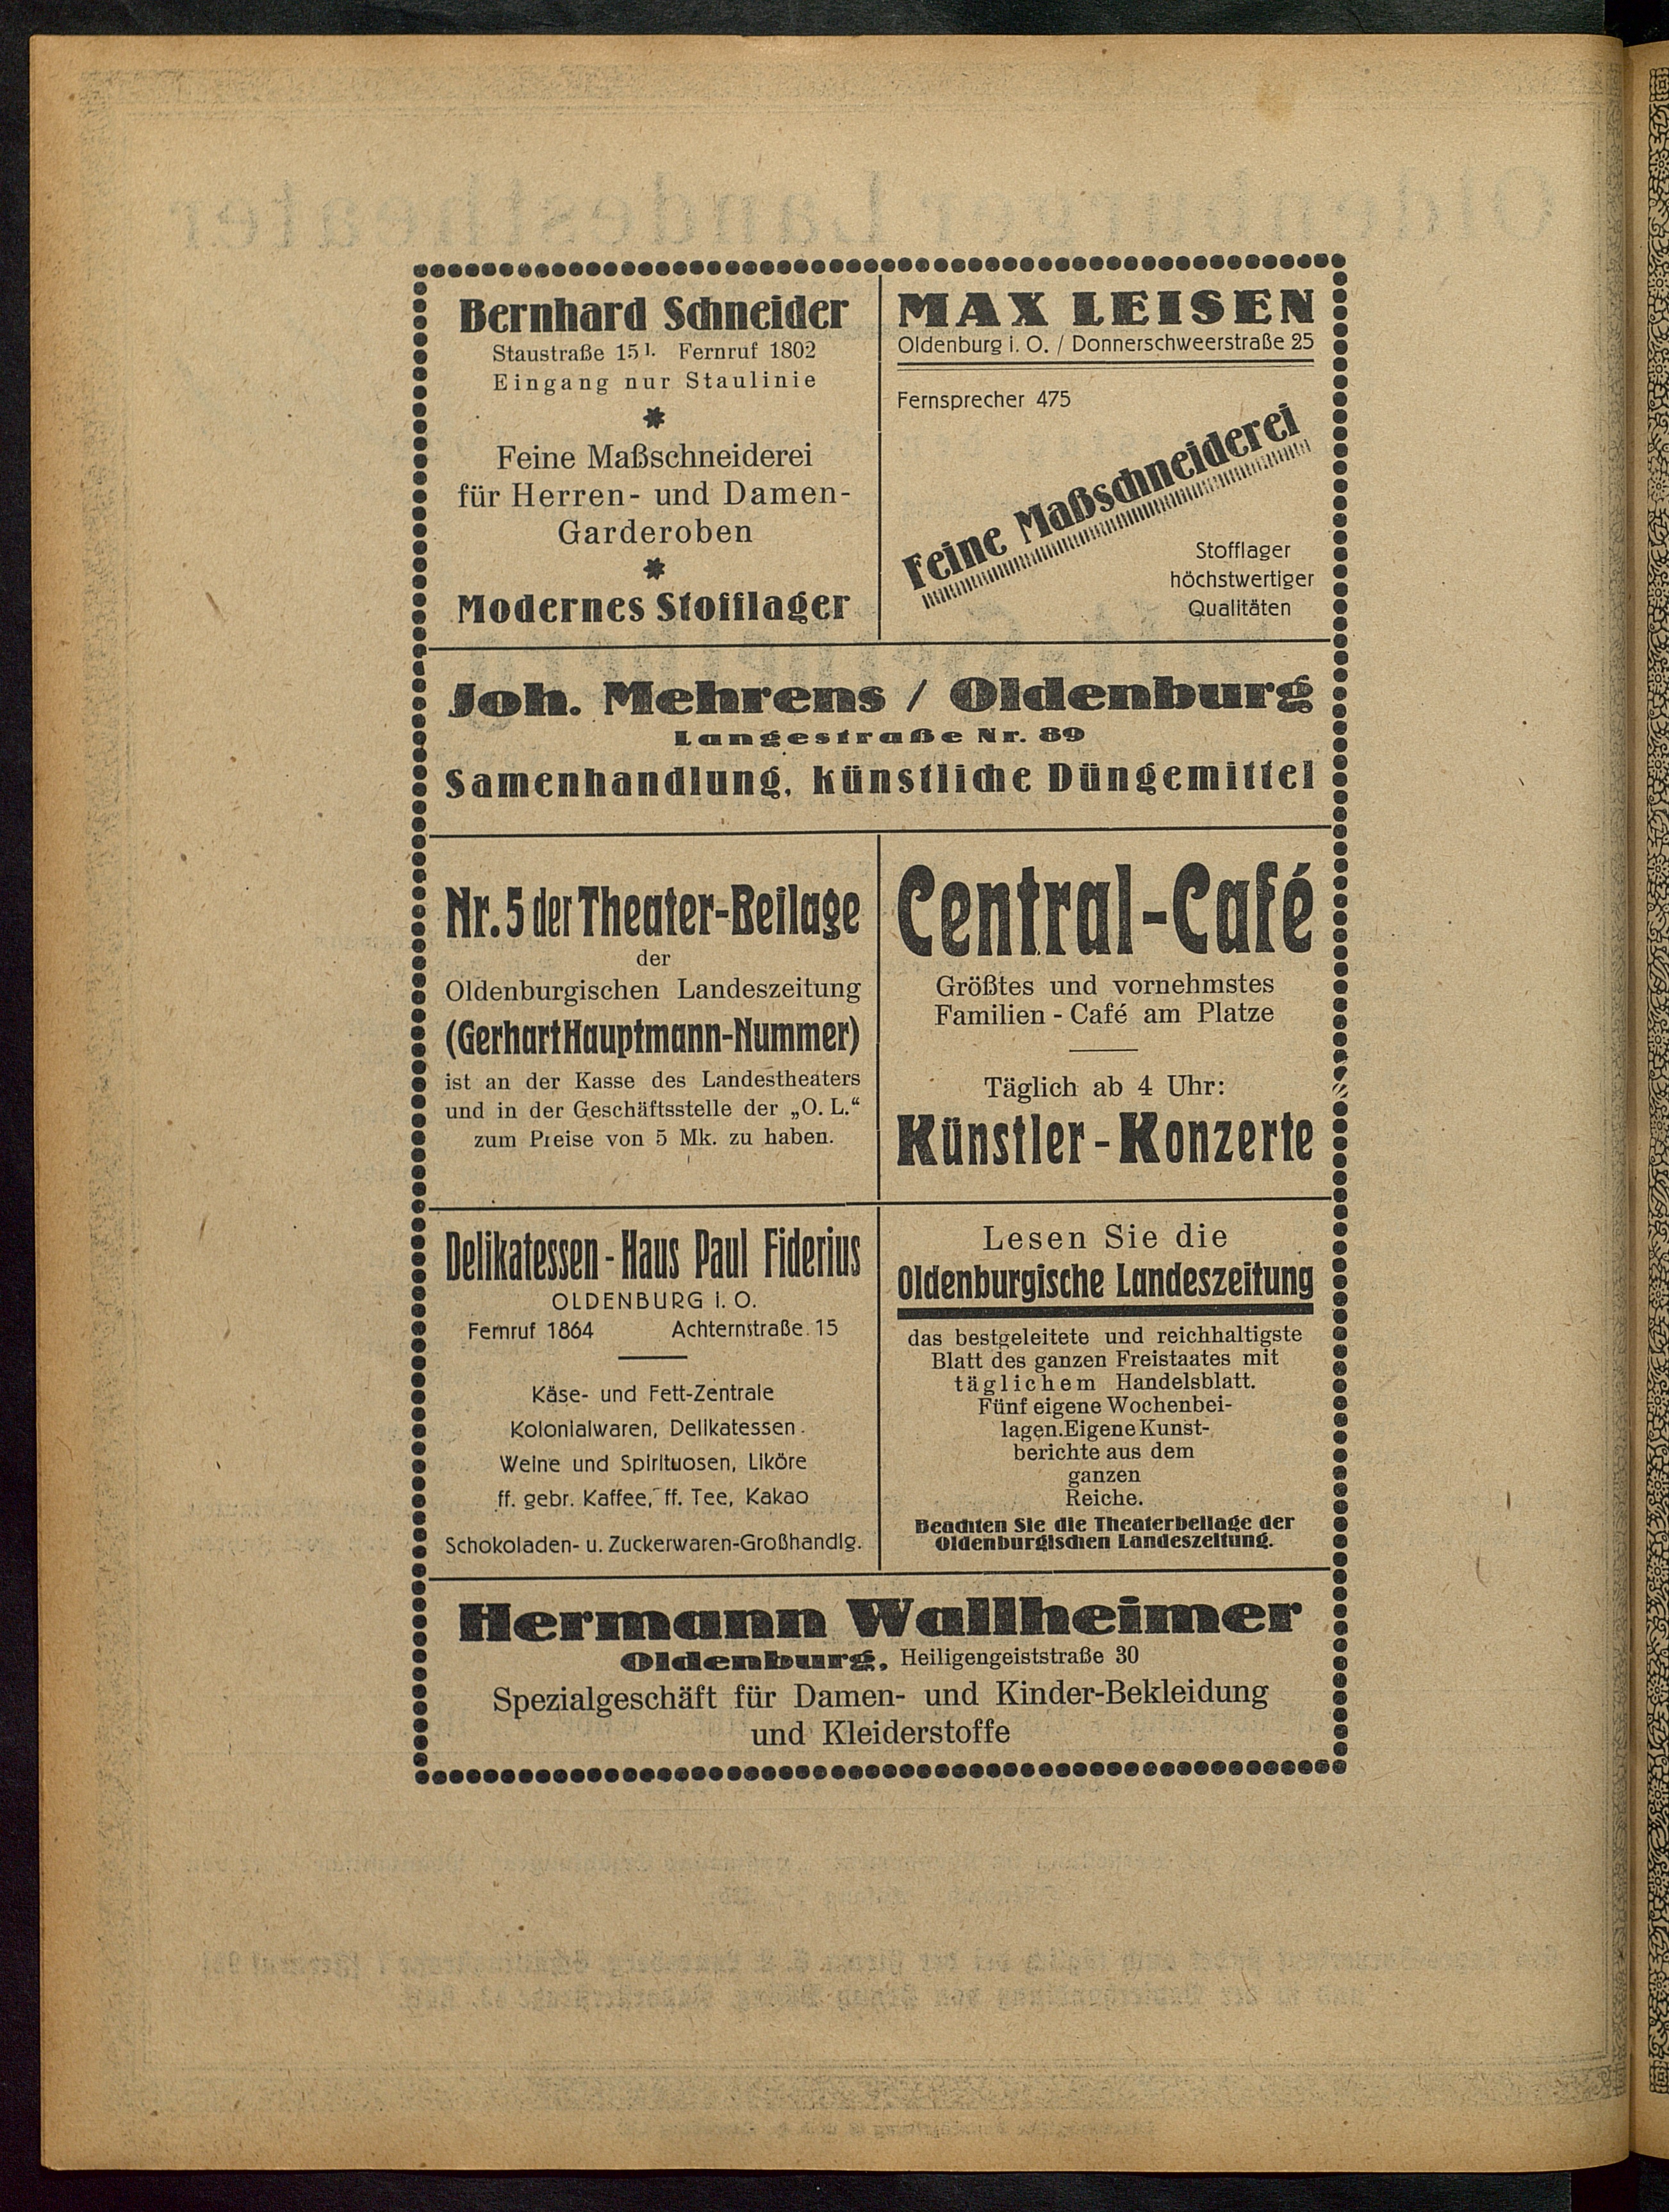 Bernhard Schneider
Staustraße 15 I. Fernruf 1802
Eingang nur Staulinie
Feine Maßschneiderei
für Herren- und Damen-
Garderoben
Modernes Stofflager
MAX LEISEN
Oldenburg i. O. / Donnerschweerstraße 25
Fernsprecher 475
Feine Maßschneiderei
Stofflager
höchstwertiger
Qualitäten
Joh. Mehrens / Oldenburg
Langestraße Nr. 89
Samenhandlung, künstliche Düngemittel
Nr. 5 der Theater-Beilage
der
Oldenburgischen Landeszeitung
(Gerhart Hauptmann-Nummer)
ist an der Kasse des Landestheaters
und in der Geschäftsstelle der „O. L.“
zum Preise von 5 Mk. zu haben.
Central-Café
Größtes und vornehmstes
Familien - Café am Platze
Täglich ab 4 Uhr:
Künstler - Konzerte
Delikatessen - Haus Paul Fiderius
OLDENBURG I. O.
Fernruf 1864 Achternstraße 15
Käse- und Fett-Zentrale
Kolonialwaren, Delikatessen
Weine und Spirituosen, Liköre
ff. gebr. Kaffee, ff. Tee, Kakao
Schokoladen- u. Zuckerwaren-Großhandlg.
Lesen Sie die
Oldenburgische Landeszeitung
das bestgeleitete und reichhaltigste
Blatt des ganzen Freistaates mit
täglichem Handelsblatt.
Fünf eigene Wochenbei-
lagen. Eigene Kunst-
berichte aus dem
ganzen
Reiche.
Beachten Sie die Theaterbeilage der
Oldenburgischen Landeszeitung.
Hermann Wallheimer
Oldenburg, Heiligengeiststraße 30
Spezialgeschäft für Damen- und Kinder-Bekleidung
und Kleiderstoffe